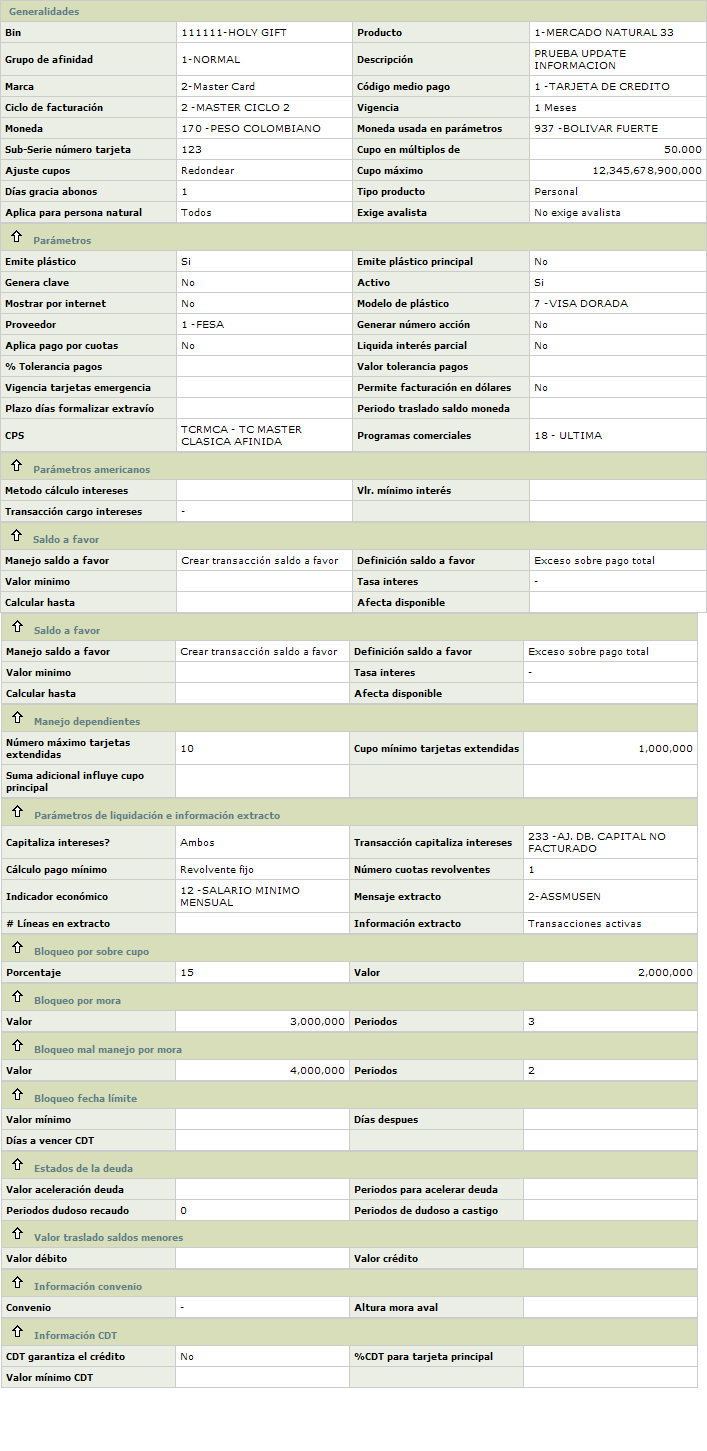 Generalidades
Bin 111111-HOLY GIFT Producto 1-MERCADO NATURAL 33
Grupo de afinidad 1-NORMAL Descripción PRUEBA UPDATE INFORMACION
Marca 2-Master Card Código medio pago 1 -TARJETA DE CREDITO
Ciclo de facturación 2 -MASTER CICLO 2 Vigencia 1 Meses
Moneda 170 -PESO COLOMBIANO Moneda usada en parámetros 937 -BOLIVAR FUERTE
Sub-Serie número tarjeta 123 Cupo en múltiplos de 50.000
Ajuste cupos Redondear Cupo máximo 12,345,678,900,000
Días gracia abonos 1 Tipo producto Personal
Aplica para persona natural Todos Exige avalista No exige avalista
Parámetros
Emite plástico Si Emite plástico principal No
Genera clave No Activo Si
Mostrar por internet No Modelo de plástico 7 -VISA DORADA
Proveedor 1 -FESA Generar número acción No
Aplica pago por cuotas No Liquida interés parcial No
% Tolerancia pagos Valor tolerancia pagos
Vigencia tarjetas emergencia Permite facturación en dólares No
Plazo días formalizar extravío Periodo traslado saldo moneda
CPS TCRMCA - TC MASTER CLASICA AFINIDA Programas comerciales 18 - ULTIMA
Parámetros americanos
Metodo cálculo intereses Vlr. mínimo interés
Transacción cargo intereses -
Saldo a favor
Manejo saldo a favor Crear transacción saldo a favor Definición saldo a favor Exceso sobre pago total
Valor minimo Tasa interes -
Calcular hasta Afecta disponible
Saldo a favor
Manejo saldo a favor Crear transacción saldo a favor Definición saldo a favor Exceso sobre pago total
Valor minimo Tasa interes -
Calcular hasta Afecta disponible
Manejo dependientes
Número máximo tarjetas extendidas 10 Cupo mínimo tarjetas extendidas 1,000,000
Suma adicional influye cupo principal
Parámetros de liquidación e información extracto
Capitaliza intereses? Ambos Transacción capitaliza intereses 233 -AJ. DB. CAPITAL NO FACTURADO
Cálculo pago mínimo Revolvente fijo Número cuotas revolventes 1
Indicador económico 12 -SALARIO MINIMO MENSUAL Mensaje extracto 2-ASSMUSEN
# Líneas en extracto Información extracto Transacciones activas
Bloqueo por sobre cupo
Porcentaje 15 Valor 2,000,000
Bloqueo por mora
Valor 3,000,000 Periodos 3
Bloqueo mal manejo por mora
Valor 4,000,000 Periodos 2
Bloqueo fecha límite
Valor mínimo Días despues
Días a vencer CDT
Estados de la deuda
Valor aceleración deuda Periodos para acelerar deuda
Periodos dudoso recaudo 0 Periodos de dudoso a castigo
Valor traslado saldos menores
Valor débito Valor crédito
Información convenio
Convenio - Altura mora aval
Información CDT
CDT garantiza el crédito No %CDT para tarjeta principal
Valor mínimo CDT